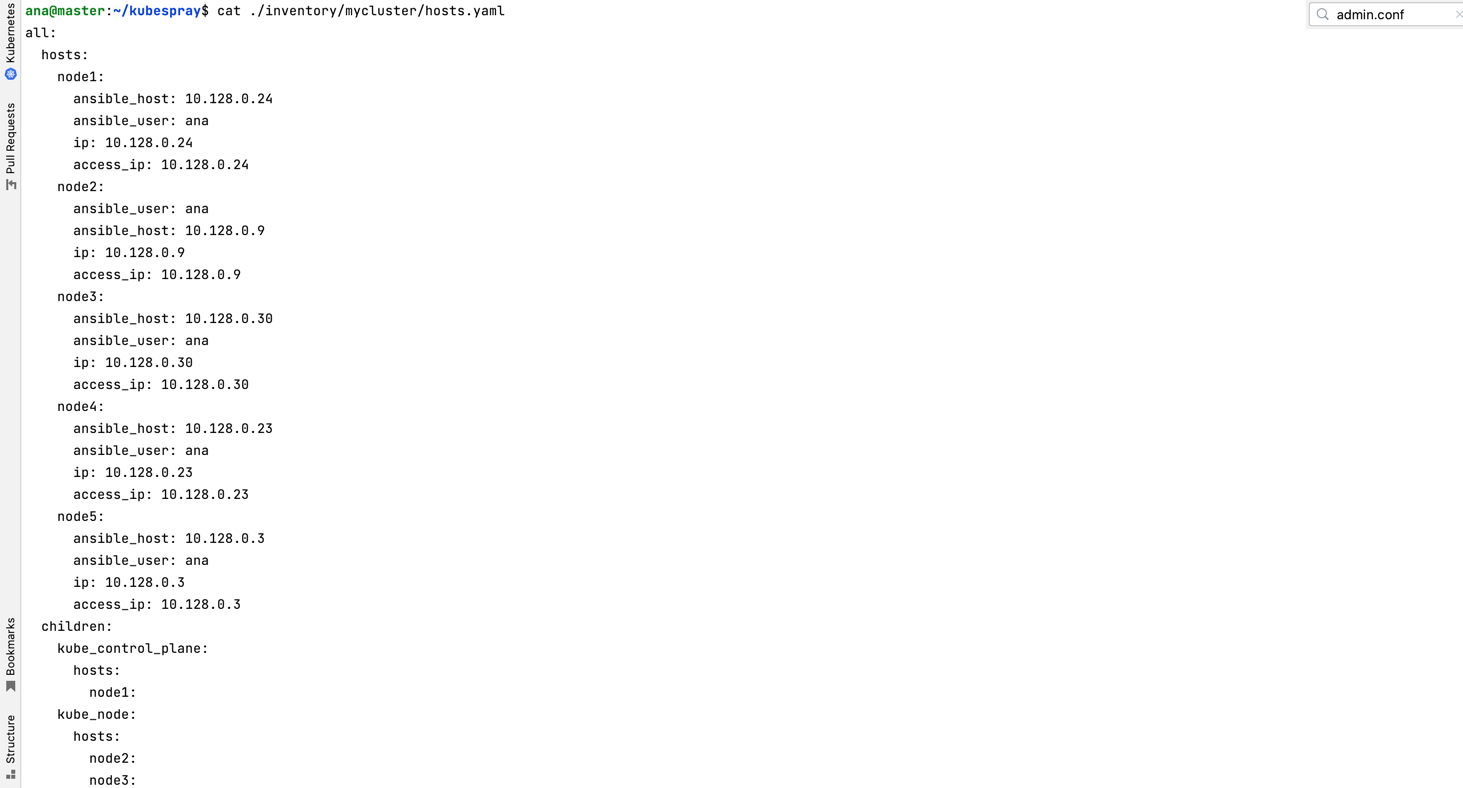 ana@master:~/kubespray$ cat ./inventory/mycluster/hosts.yaml
all:
  hosts:
    node1:
      ansible_host: 10.128.0.24
      ansible_user: ana
      ip: 10.128.0.24
      access_ip: 10.128.0.24
    node2:
      ansible_user: ana
      ansible_host: 10.128.0.9
      ip: 10.128.0.9
      access_ip: 10.128.0.9
    node3:
      ansible_host: 10.128.0.30
      ansible_user: ana
      ip: 10.128.0.30
      access_ip: 10.128.0.30
    node4:
      ansible_host: 10.128.0.23
      ansible_user: ana
      ip: 10.128.0.23
      access_ip: 10.128.0.23
    node5:
      ansible_host: 10.128.0.3
      ansible_user: ana
      ip: 10.128.0.3
      access_ip: 10.128.0.3
  children:
    kube_control_plane:
      hosts:
        node1:
    kube_node:
      hosts:
        node2:
        node3:
admin.conf
Kubernetes
Pull Requests
Bookmarks
Structure